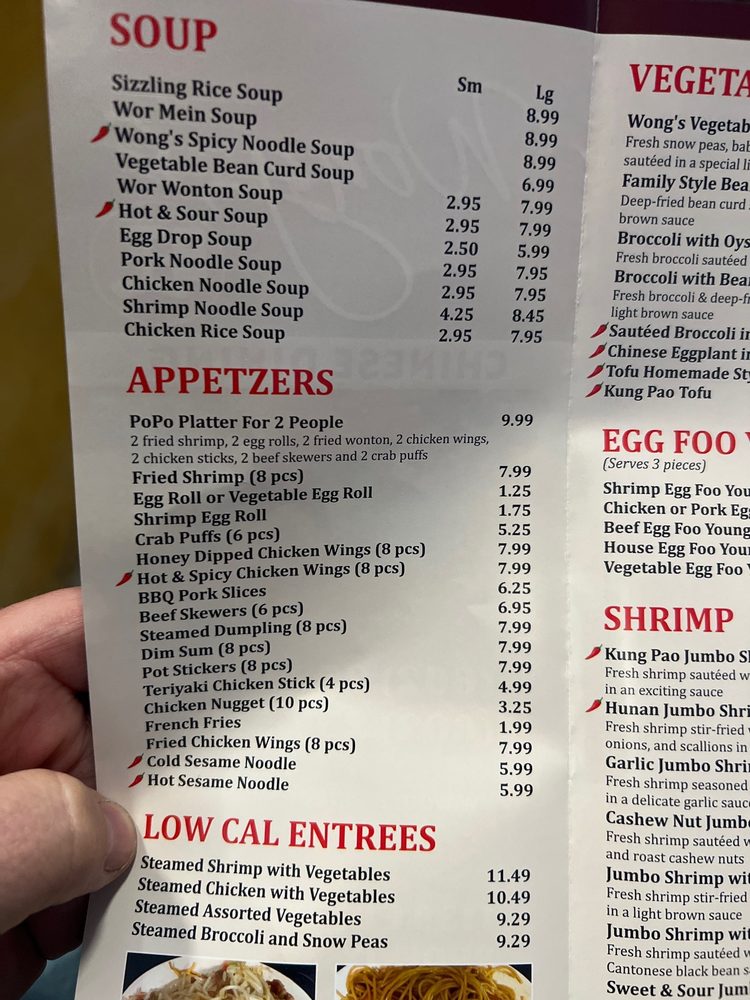 SOUP
Sm Lg
Sizzling Rice Soup 8.99
Wor Mein Soup 8.99
Wong's Spicy Noodle Soup 8.99
Vegetable Bean Curd Soup 6.99
Wor Wonton Soup 2.95 7.99
Hot & Sour Soup 2.95 7.99
Egg Drop Soup 2.50 5.99
Pork Noodle Soup 2.95 7.95
Chicken Noodle Soup 2.95 7.95
Shrimp Noodle Soup 4.25 8.45
Chicken Rice Soup 2.95 7.95
APPETZERS
PoPo Platter For 2 People 9.99
2 fried shrimp, 2 egg rolls, 2 fried wonton, 2 chicken wings,
2 chicken sticks, 2 beef skewers and 2 crab puffs
Fried Shrimp (8 pcs) 7.99
Egg Roll or Vegetable Egg Roll 1.25
Shrimp Egg Roll 1.75
Crab Puffs (6 pcs) 5.25
Honey Dipped Chicken Wings (8 pcs) 7.99
Hot & Spicy Chicken Wings (8 pcs) 7.99
BBQ Pork Slices 6.25
Beef Skewers (6 pcs) 6.95
Steamed Dumpling (8 pcs) 7.99
Dim Sum (8 pcs) 7.99
Pot Stickers (8 pcs) 7.99
Teriyaki Chicken Stick (4 pcs) 4.99
Chicken Nugget (10 pcs) 3.25
French Fries 1.99
Fried Chicken Wings (8 pcs) 7.99
Cold Sesame Noodle 5.99
Hot Sesame Noodle 5.99
LOW CAL ENTREES
Steamed Shrimp with Vegetables 11.49
Steamed Chicken with Vegetables 10.49
Steamed Assorted Vegetables 9.29
Steamed Broccoli and Snow Peas 9.29
VEGETA
Wong's Vegetab
Fresh snow peas, bab
sautéed in a special li
Family Style Bea
Deep-fried bean curd
brown sauce
Broccoli with Oys
Fresh broccoli sautéed
Broccoli with Bea
Fresh broccoli & deep-f
light brown sauce
Sautéed Broccoli in
Chinese Eggplant in
Tofu Homemade Sty
Kung Pao Tofu
EGG FOO Y
(Serves 3 pieces)
Shrimp Egg Foo You
Chicken or Pork Egg
Beef Egg Foo Young
House Egg Foo You
Vegetable Egg Foo Y
SHRIMP
Kung Pao Jumbo Sh
Fresh shrimp sautéed w
in an exciting sauce
Hunan Jumbo Shri
Fresh shrimp stir-fried
onions, and scallions in
Garlic Jumbo Shri
Fresh shrimp seasoned
in a delicate garlic sauc
Cashew Nut Jumbo
Fresh shrimp sautéed w
and roast cashew nuts
Jumbo Shrimp wit
Fresh shrimp stir-fried
in a light brown sauce
Jumbo Shrimp wit
Fresh shrimp sautéed w
Cantonese black bean s
Sweet & Sour Jum